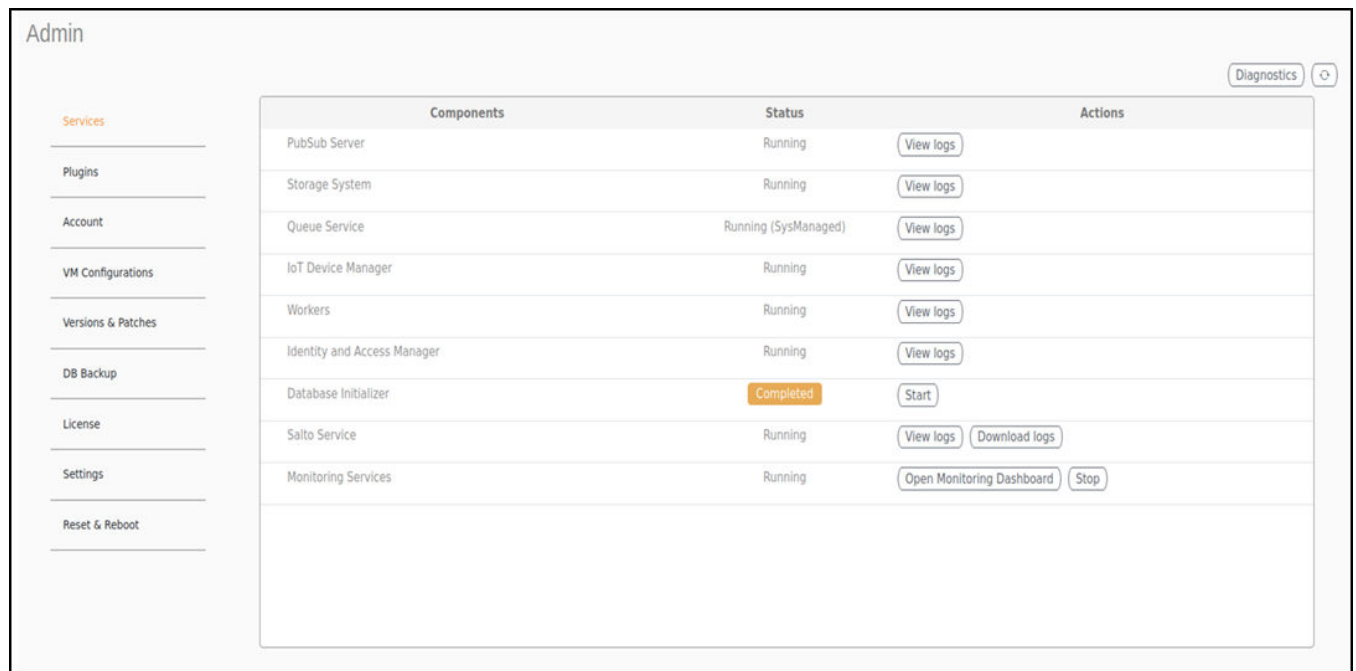 Admin
Diagnostics
Services
Plugins
Account
VM Configurations
Versions & Patches
DB Backup
License
Settings
Reset & Reboot
Components Status Actions
PubSub Server Running View logs
Storage System Running View logs
Queue Service Running (SysManaged) View logs
IoT Device Manager Running View logs
Workers Running View logs
Identity and Access Manager Running View logs
Database Initializer Completed Start
Salto Service Running View logs Download logs
Monitoring Services Running Open Monitoring Dashboard Stop